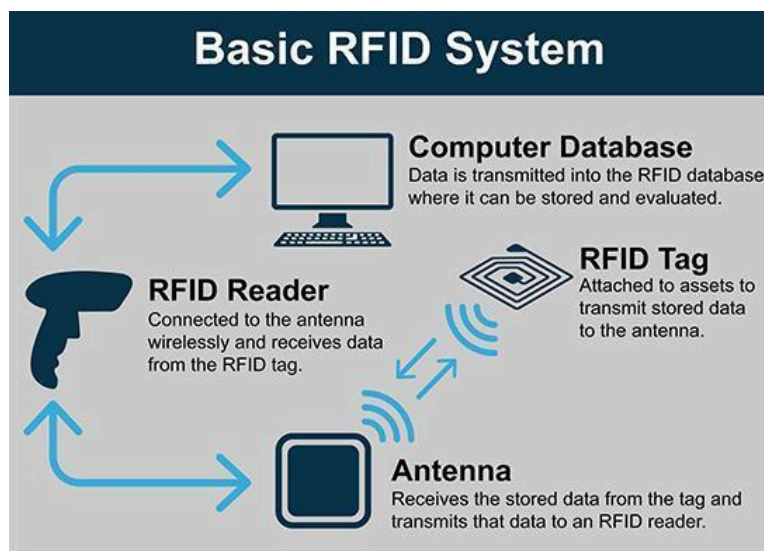 Basic RFID System
Computer Database
Data is transmitted into the RFID database
where it can be stored and evaluated.
RFID Tag
Attached to assets to
transmit stored data
to the antenna.
RFID Reader
Connected to the antenna
wirelessly and receives data
from the RFID tag.
Antenna
Receives the stored data from the tag and
transmits that data to an RFID reader.